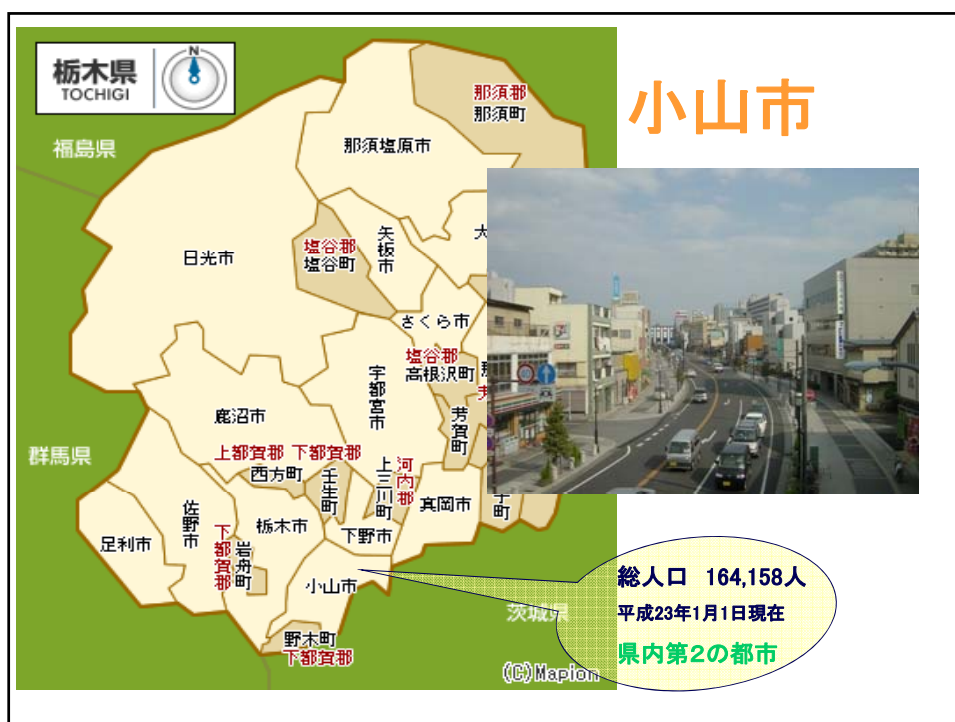 栃木県
TOCHIGI
N
小山市
福島県
那須郡
那須町
那須塩原市
日光市
塩谷郡
塩谷町
矢板市
大
さくら市
塩谷郡
高根沢町
宇都宮市
芳賀町
鹿沼市
群馬県
上都賀郡
下都賀郡
西方町
壬生町
上三川町
河内郡
真岡市
足利市
佐野市
下都賀郡
岩舟町
栃木市
下野市
小山市
野木町
下都賀郡
茨城県
総人口 164,158人
平成23年1月1日現在
県内第2の都市
(C)Mapion